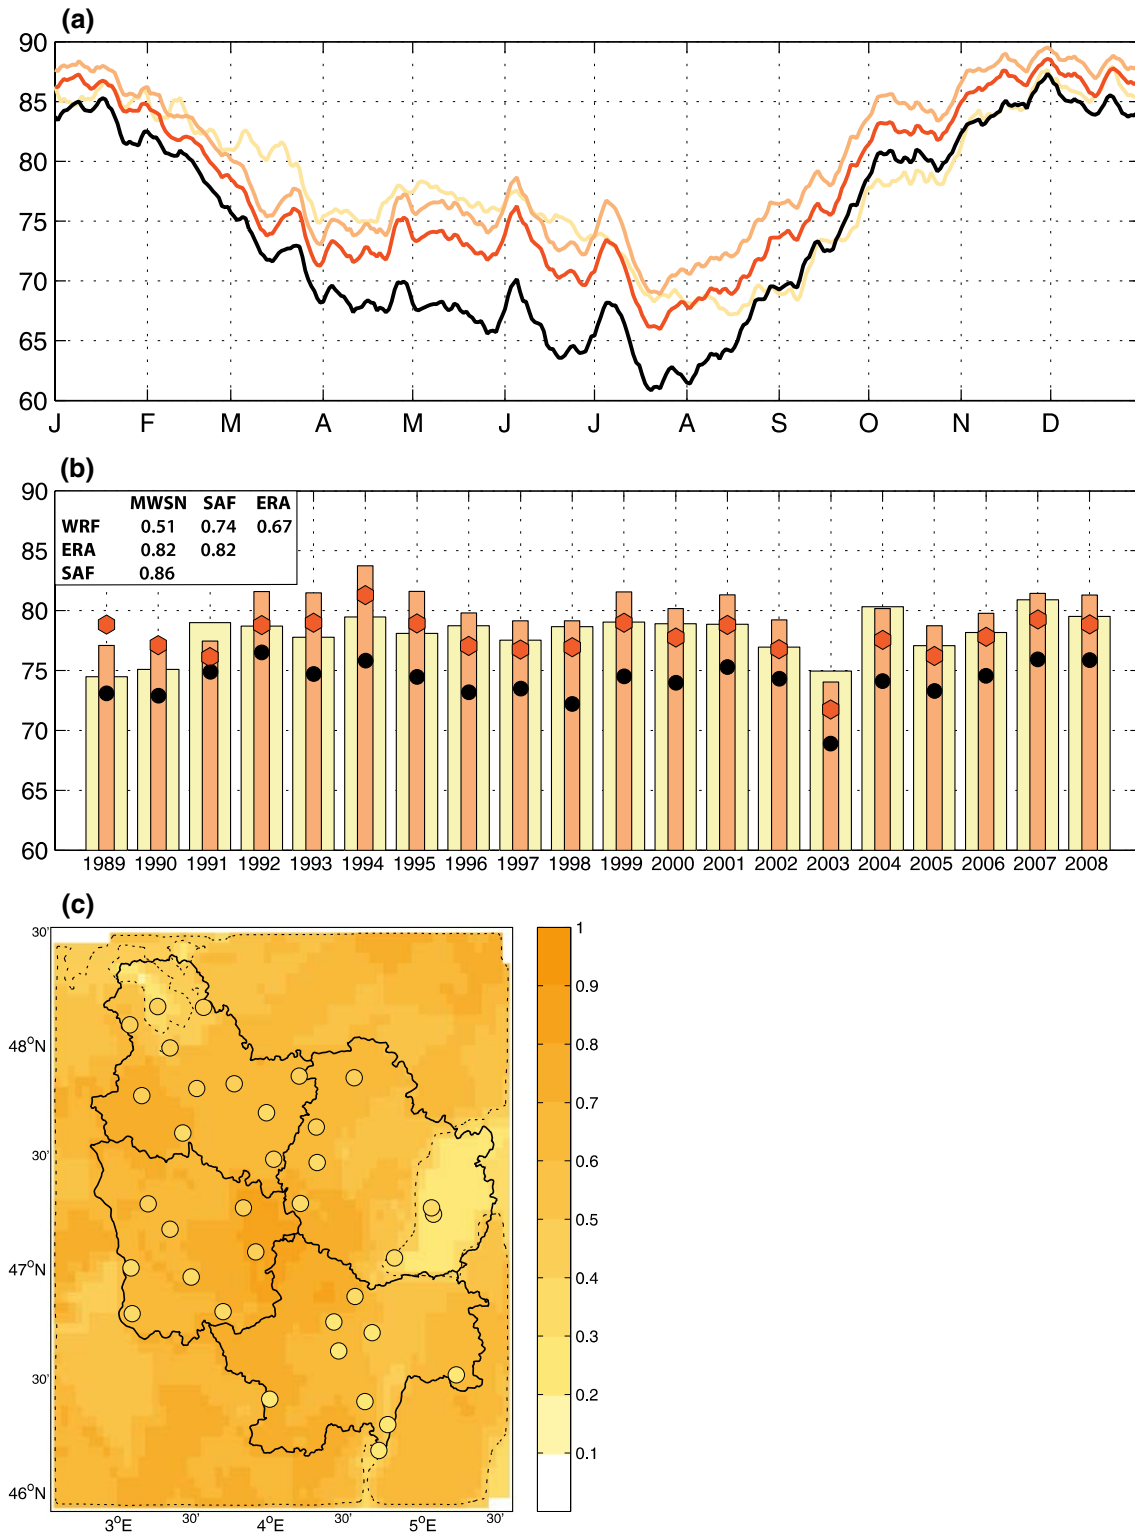 (a)
90
85
80
75
70
65
60
J F M A M J J A S O N D
(b)
90
85
80
75
70
65
60
MWSN SAF ERA
WRF 0.51 0.74 0.67
ERA 0.82 0.82
SAF 0.86
1989 1990 1991 1992 1993 1994 1995 1996 1997 1998 1999 2000 2001 2002 2003 2004 2005 2006 2007 2008
(c)
30'
48°N
30'
47°N
30'
46°N
3°E 30' 4°E 30' 5°E 30'
1
0.9
0.8
0.7
0.6
0.5
0.4
0.3
0.2
0.1